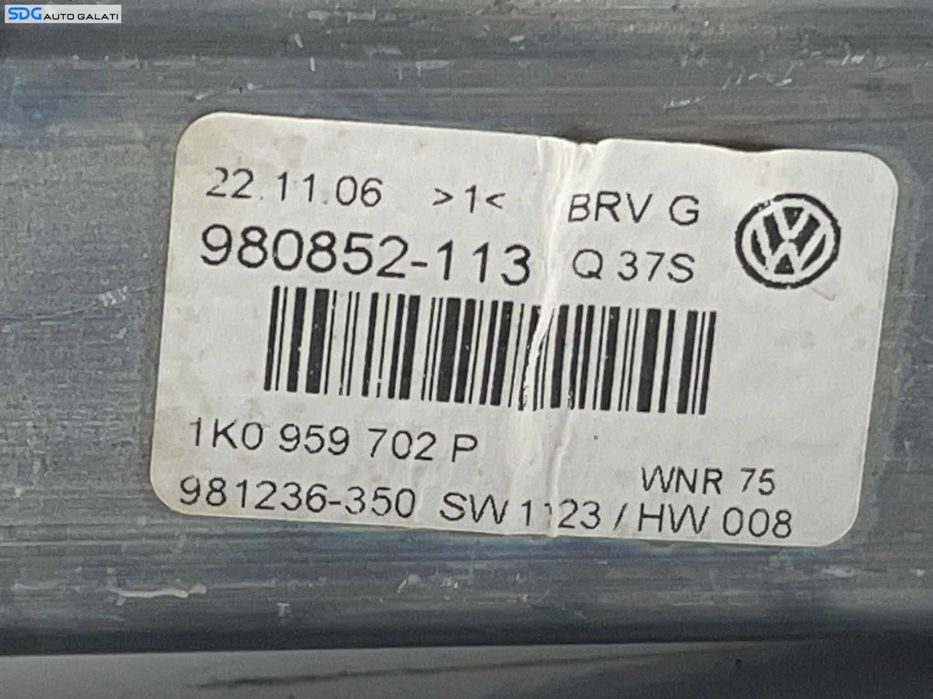 SDG AUTO GALATI
22.11.06 >1< BRV G
980852-113 Q 37S
1K0 959 702 P
WNR 75
981236-350 SW 1123 / HW 008